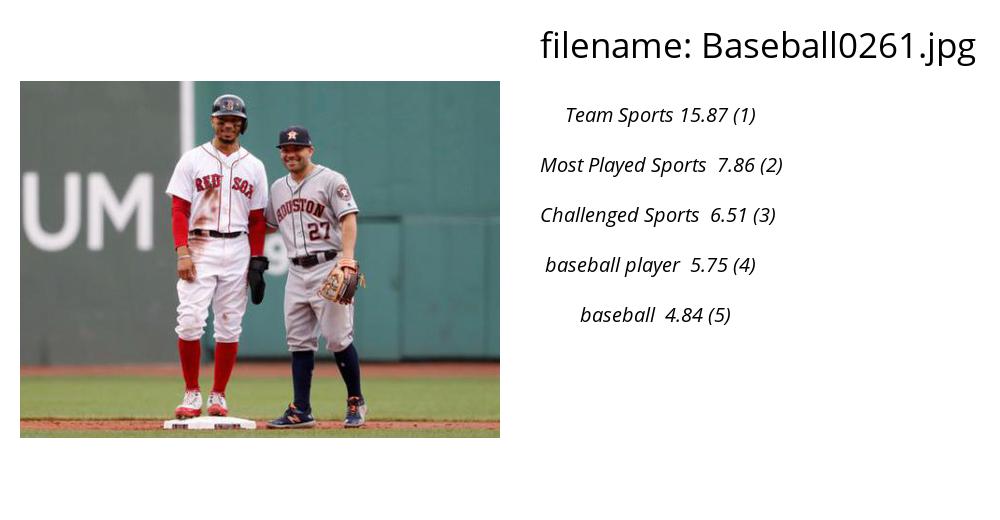 filename: Baseball0261.jpg
Team Sports 15.87 (1)
Most Played Sports 7.86 (2)
Challenged Sports 6.51 (3)
baseball player 5.75 (4)
baseball 4.84 (5)
UM
RED SOX
HOUSTON
27